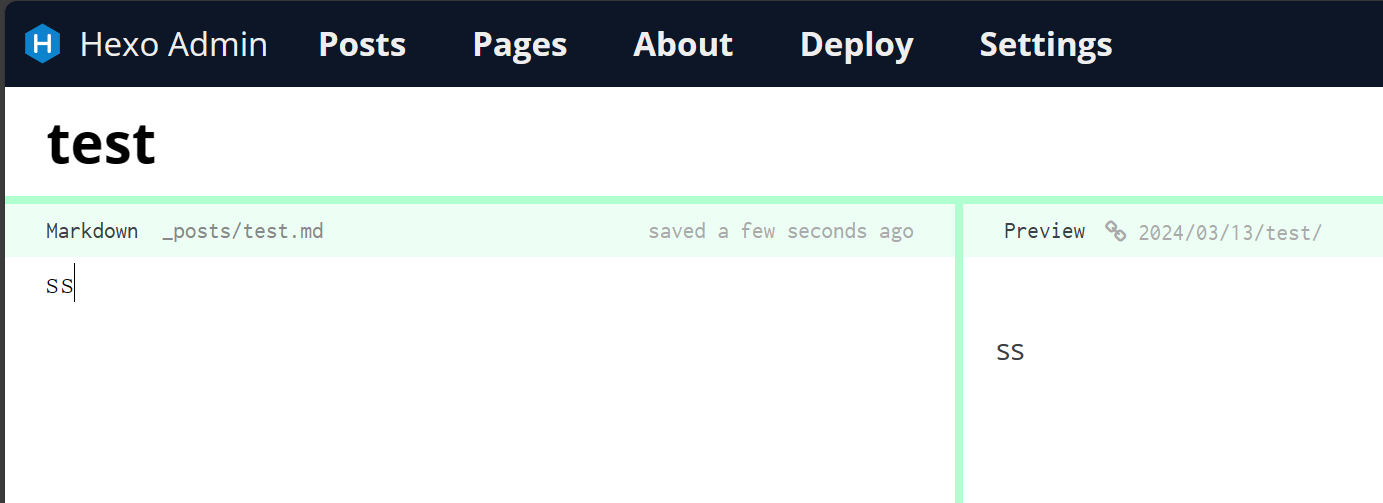 H Hexo Admin Posts Pages About Deploy Settings
test
Markdown _posts/test.md saved a few seconds ago Preview 2024/03/13/test/
ss
ss